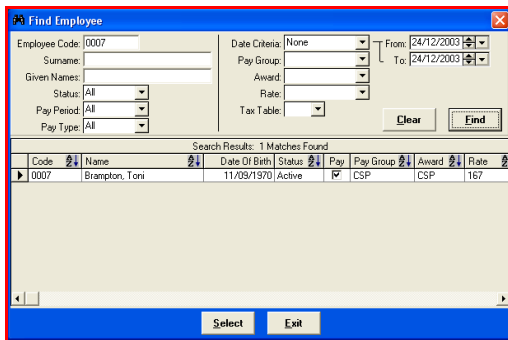 Find Employee
Employee Code: 0007
Surname:
Given Names:
Status: All
Pay Period: All
Pay Type: All
Date Criteria: None
Pay Group:
Award:
Rate:
Tax Table:
From: 24/12/2003
To: 24/12/2003
Clear Find
Search Results: 1 Matches Found
Code Name Date Of Birth Status Pay Pay Group Award Rate
0007 Brampton, Toni 11/09/1970 Active CSP CSP 167
Select Exit